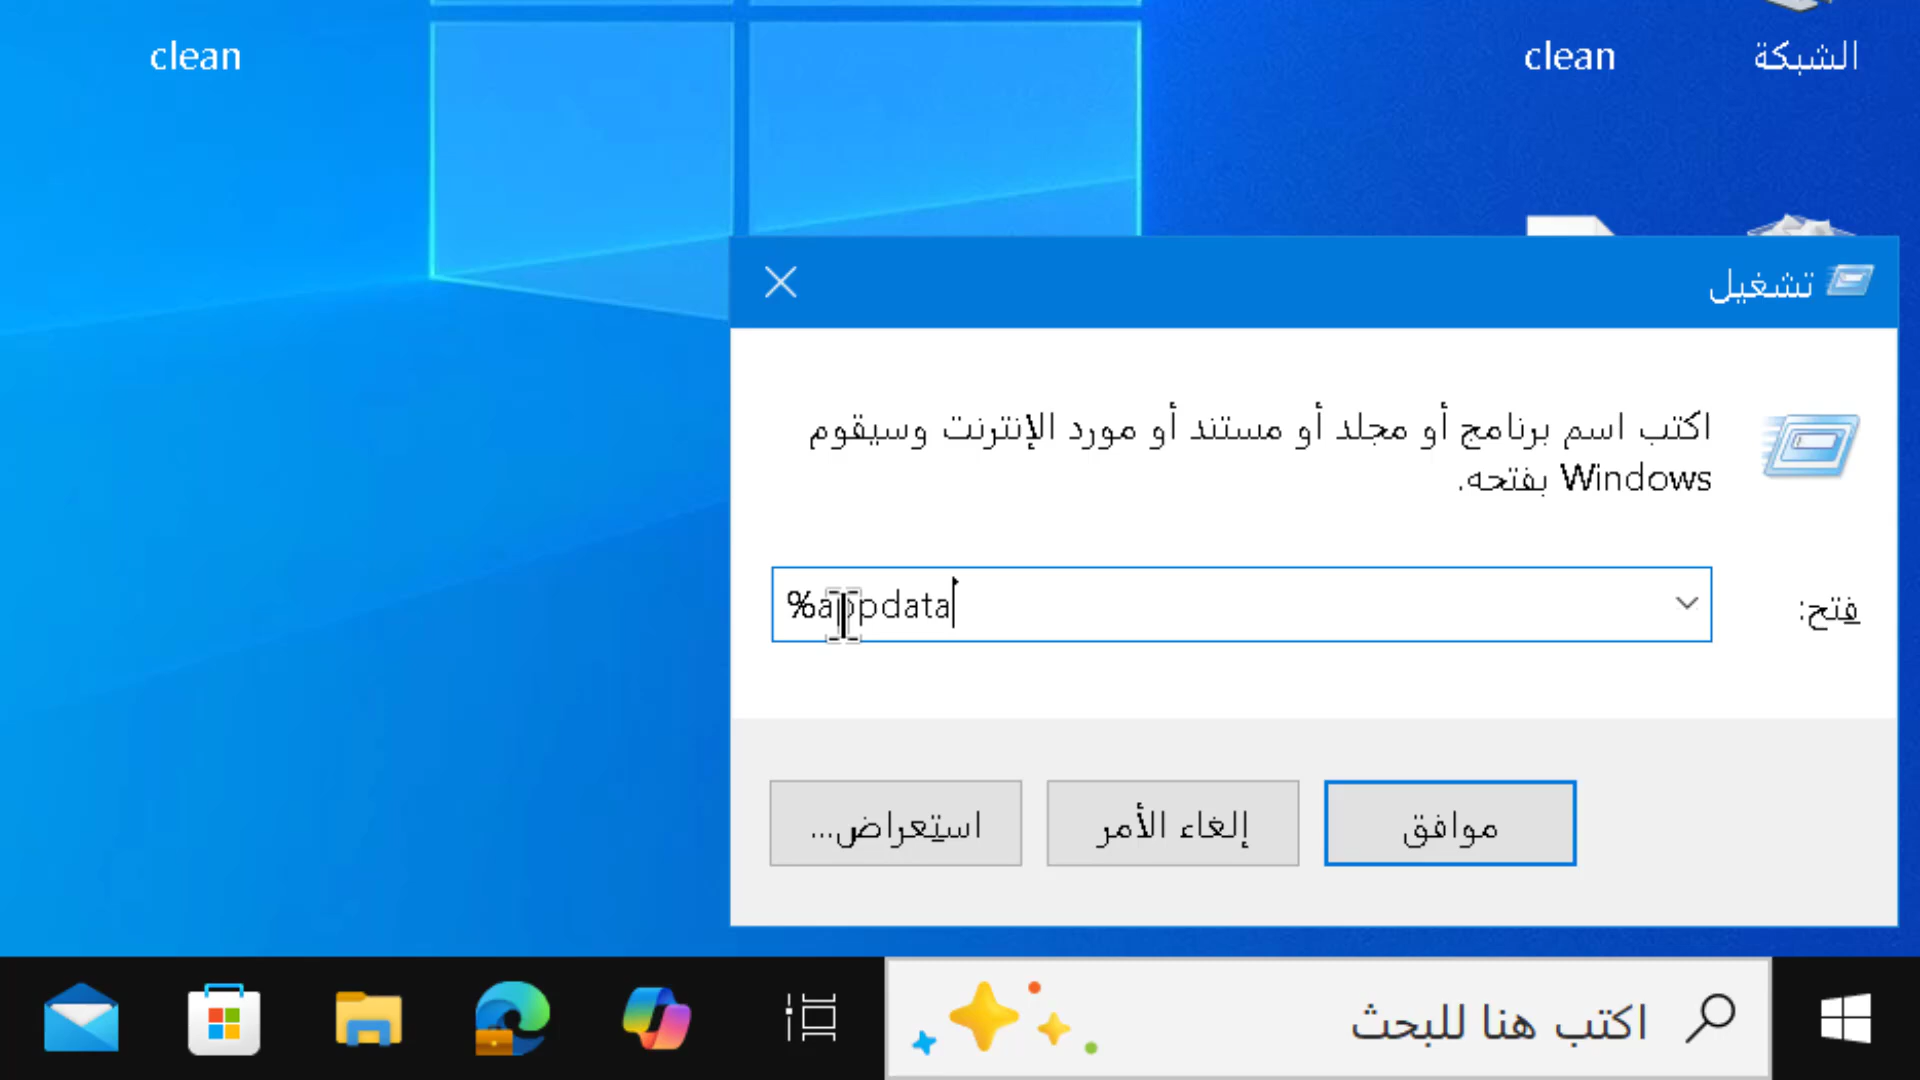 الشبكة
clean
clean
تشغيل
اكتب اسم برنامج أو مجلد أو مستند أو مورد الإنترنت وسيقوم
Windows بفتحه.
فتح:
%appdata
موافق
إلغاء الأمر
استعراض...
اكتب هنا للبحث